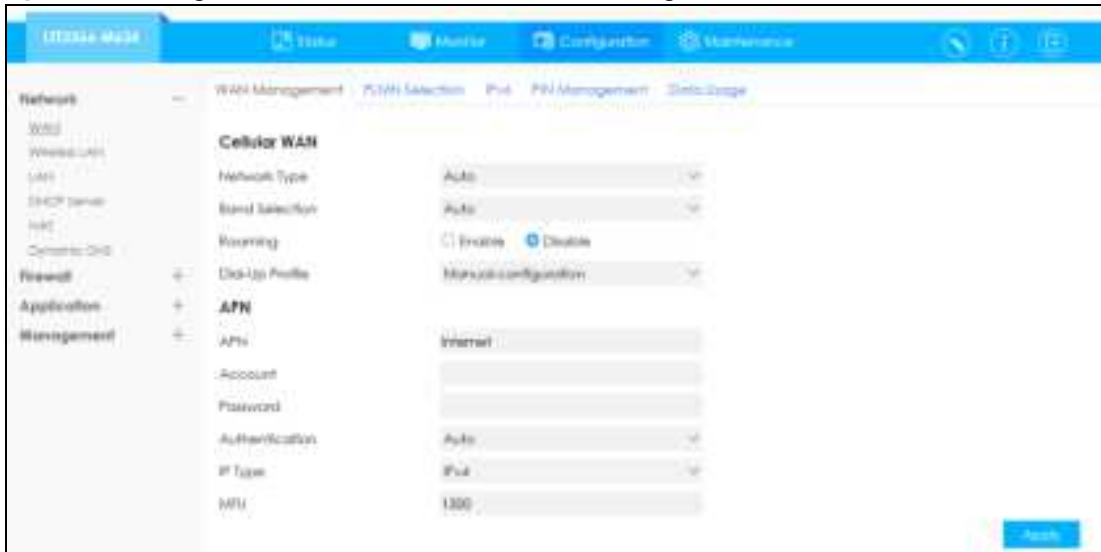 Status
Monitor
Configuration
Maintenance
Network
WAN
Wireless LAN
LAN
DHCP Server
NAT
Dynamic DNS
Firewall
Application
Management
WAN Management
PLMN Selection
IPv6
PIN Management
Data Usage
Cellular WAN
Network Type
Auto
Band Selection
Auto
Roaming
Enable
Disable
Dial-Up Profile
Manual configuration
APN
APN
Internet
Account
Password
Authentication
Auto
IP Type
IPv4
MTU
Apply